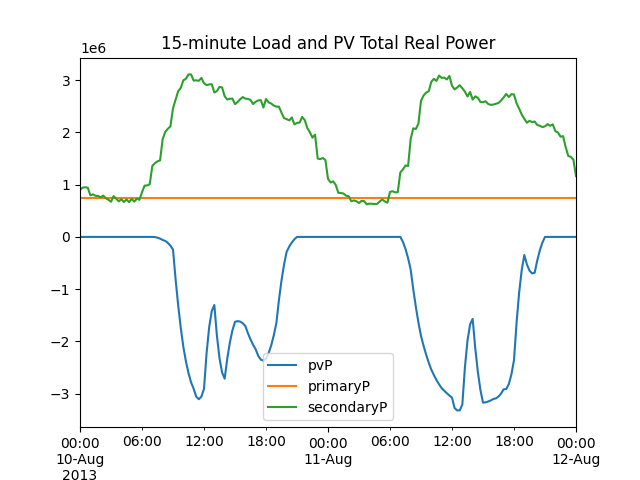 15-minute Load and PV Total Real Power
1e6
3
2
1
0
−1
−2
−3
pvP
primaryP
secondaryP
00:00 06:00 12:00 18:00 00:00 06:00 12:00 18:00 00:00
10-Aug 11-Aug 12-Aug
2013